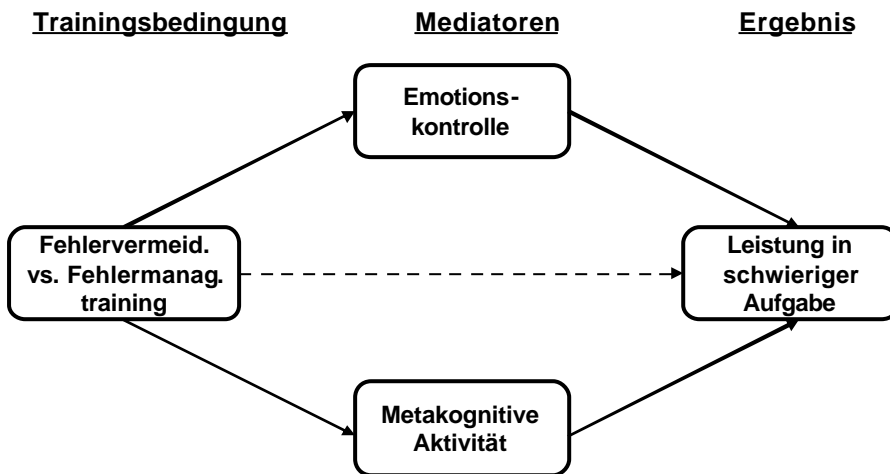 Trainingsbedingung Mediatoren Ergebnis
Emotions-
kontrolle
Fehlervermeid.
vs. Fehlermanag.
training
Leistung in
schwieriger
Aufgabe
Metakognitive
Aktivität